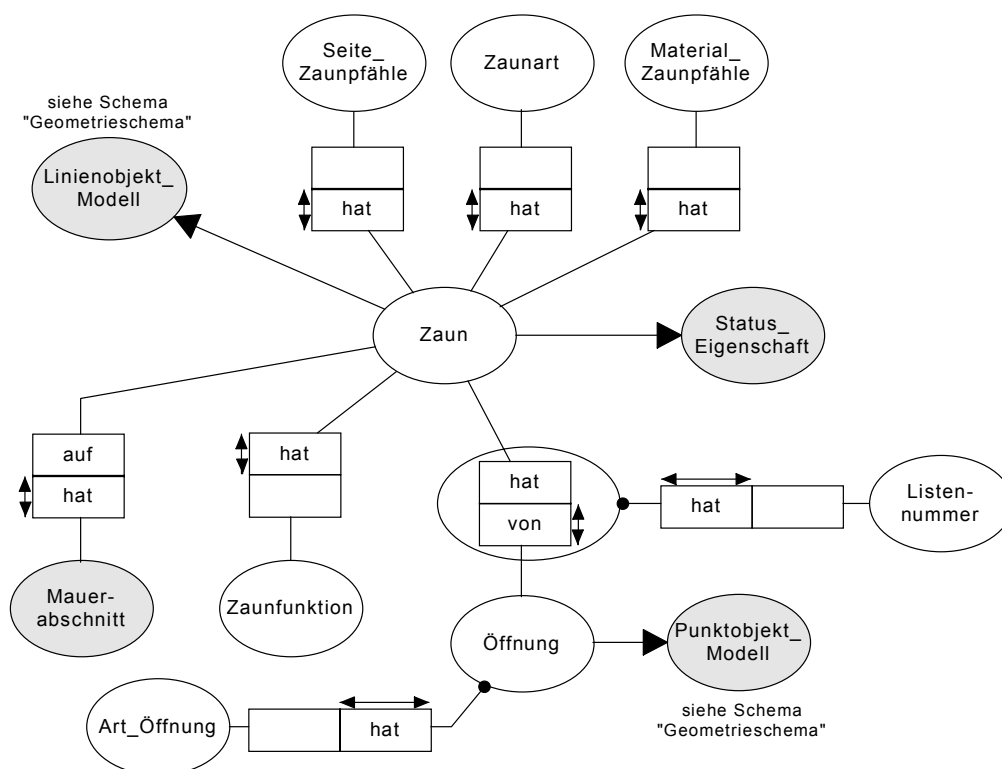 Seite_
Zaunpfähle
Zaunart
Material_
Zaunpfähle
siehe Schema
"Geometrieschema"
Linienobjekt_
Modell
hat
hat
hat
Zaun
Status_
Eigenschaft
auf
hat
hat
hat
von
hat
Listen-
nummer
Mauer-
abschnitt
Zaunfunktion
Öffnung
Punktobjekt_
Modell
siehe Schema
"Geometrieschema"
Art_Öffnung
hat